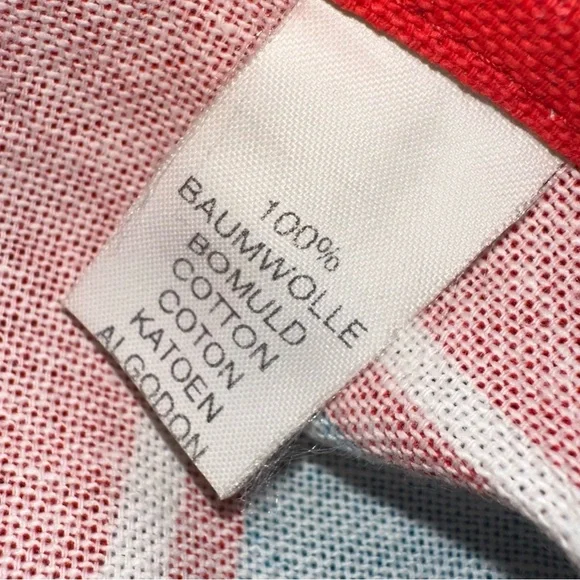 100%
BAUMWOLLE
BOMULD
COTTON
COTON
KATOEN
ALGODON